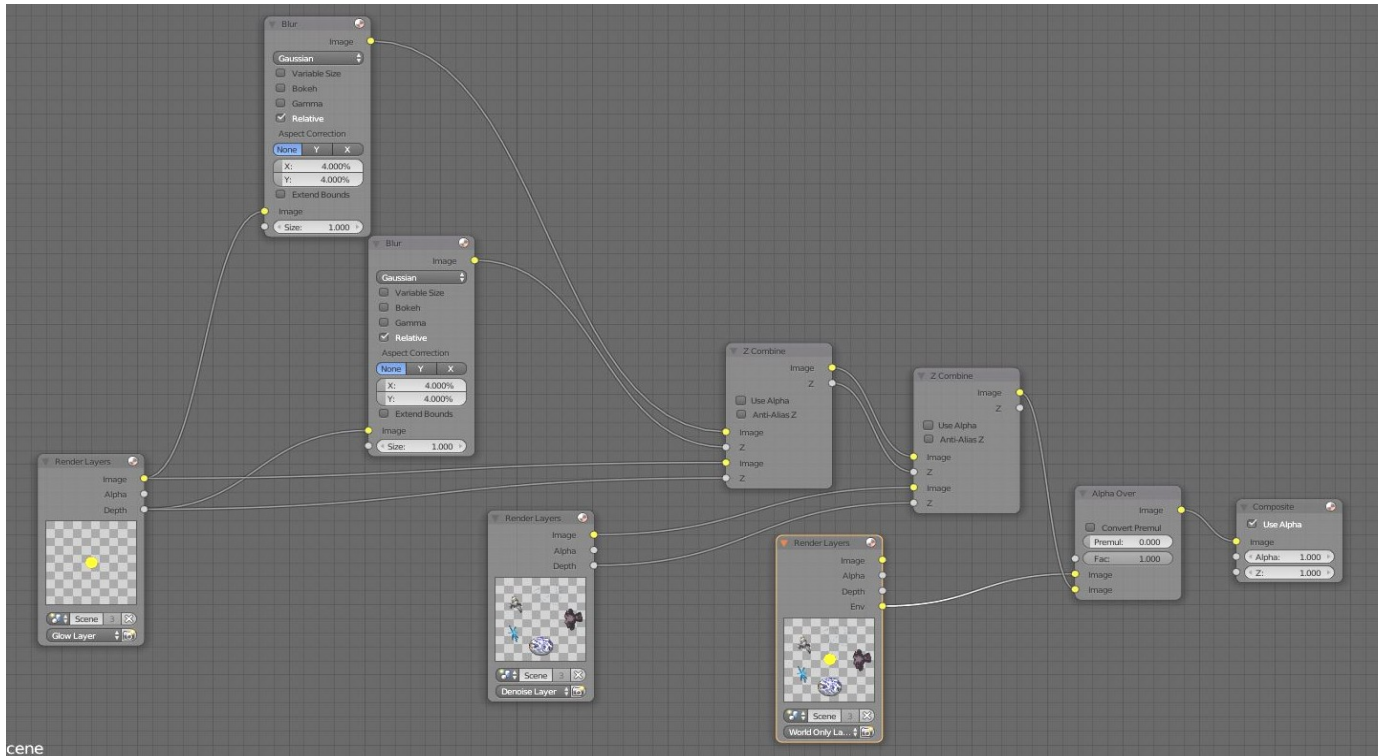 Blur
Image
Gaussian
Variable Size
Bokeh
Gamma
Relative
Aspect Correction
None Y X
X: 4.000%
Y: 4.000%
Extend Bounds
Image
Size: 1.000
Blur
Image
Gaussian
Variable Size
Bokeh
Gamma
Relative
Aspect Correction
None Y X
X: 4.000%
Y: 4.000%
Extend Bounds
Image
Size: 1.000
Render Layers
Image
Alpha
Depth
Scene 3
Glow Layer
Render Layers
Image
Alpha
Depth
Scene 3
Denoise Layer
Z Combine
Image
Z
Use Alpha
Anti-Alias Z
Image
Z
Image
Z
Z Combine
Image
Z
Use Alpha
Anti-Alias Z
Image
Z
Image
Z
Render Layers
Image
Alpha
Depth
Env
Scene 3
World Only La...
Alpha Over
Image
Convert Premul
Premul: 0.000
Fac: 1.000
Image
Image
Composite
Use Alpha
Image
Alpha: 1.000
Z: 1.000
cene